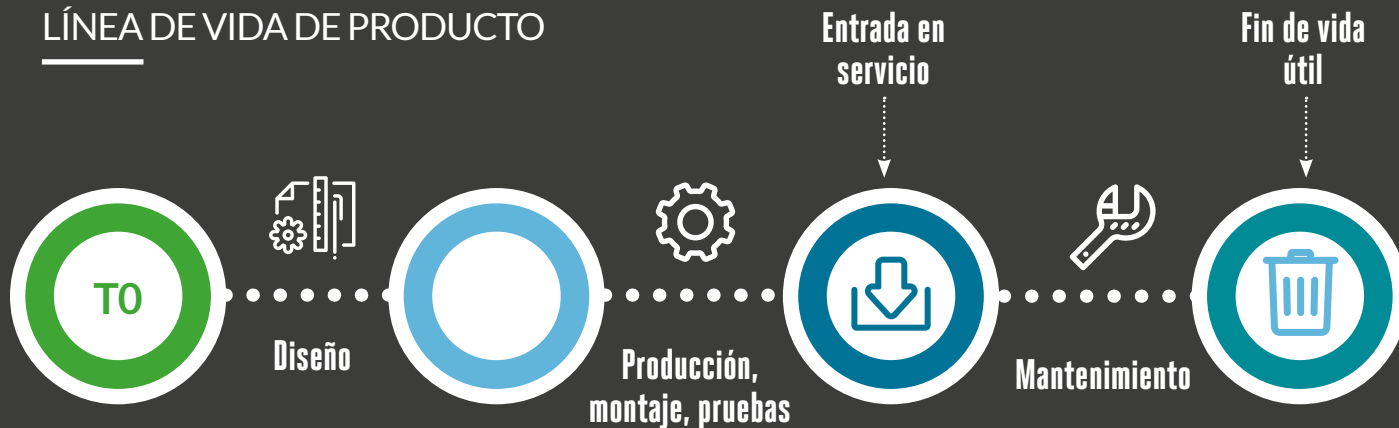 LÍNEA DE VIDA DE PRODUCTO
Entrada en
servicio
Fin de vida
útil
T0
Diseño
Producción,
montaje, pruebas
Mantenimiento